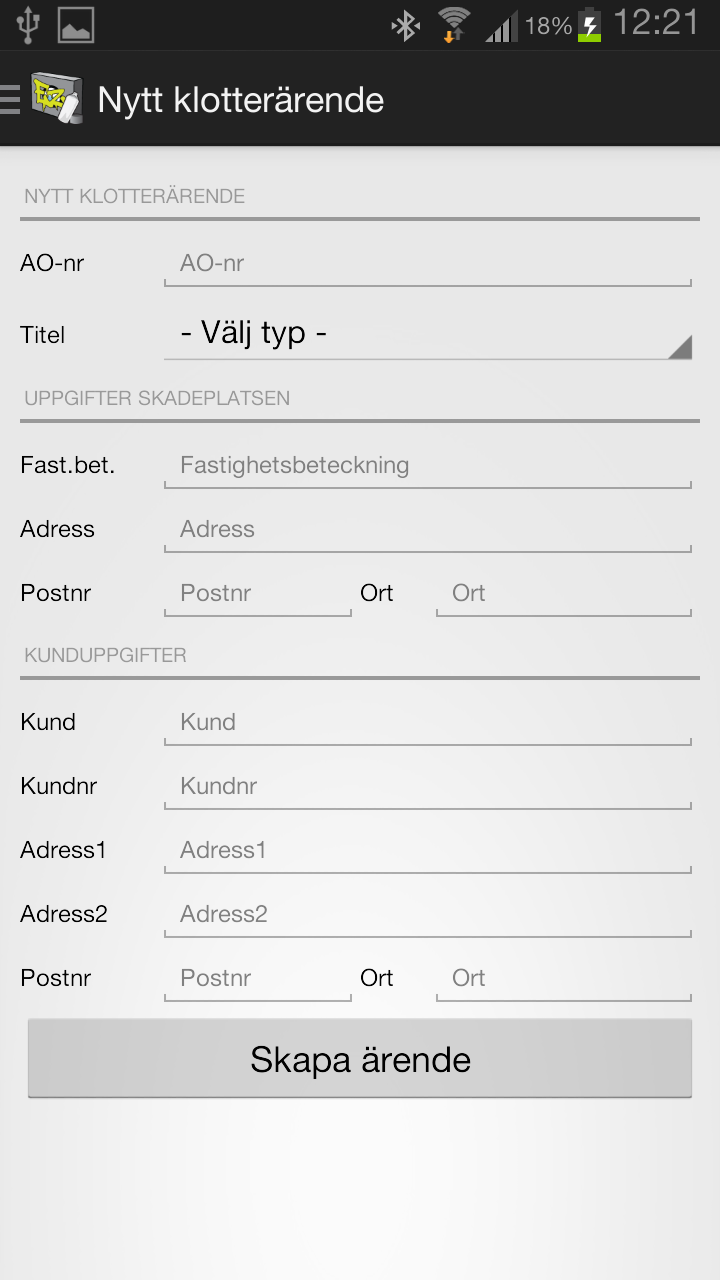 18% 12:21
Nytt klotterärende
NYTT KLOTTERÄRENDE
AO-nr AO-nr
Titel - Välj typ -
UPPGIFTER SKADEPLATSEN
Fast.bet. Fastighetsbeteckning
Adress Adress
Postnr Postnr Ort Ort
KUNDUPPGIFTER
Kund Kund
Kundnr Kundnr
Adress1 Adress1
Adress2 Adress2
Postnr Postnr Ort Ort
Skapa ärende